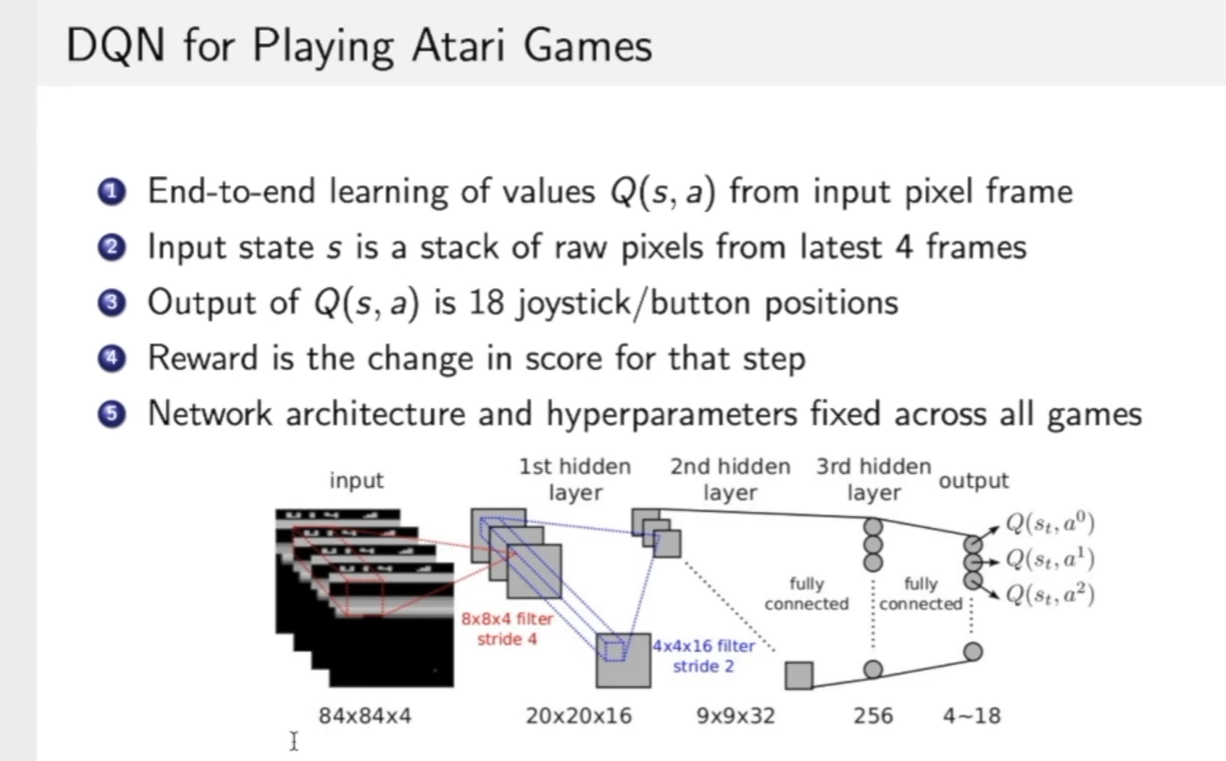 DQN for Playing Atari Games
1 End-to-end learning of values Q(s, a) from input pixel frame
2 Input state s is a stack of raw pixels from latest 4 frames
3 Output of Q(s, a) is 18 joystick/button positions
4 Reward is the change in score for that step
5 Network architecture and hyperparameters fixed across all games
input
1st hidden layer
2nd hidden layer
3rd hidden layer
output
Q(s_t, a^0)
Q(s_t, a^1)
Q(s_t, a^2)
fully connected
fully connected
8x8x4 filter
stride 4
4x4x16 filter
stride 2
84x84x4
20x20x16
9x9x32
256
4~18